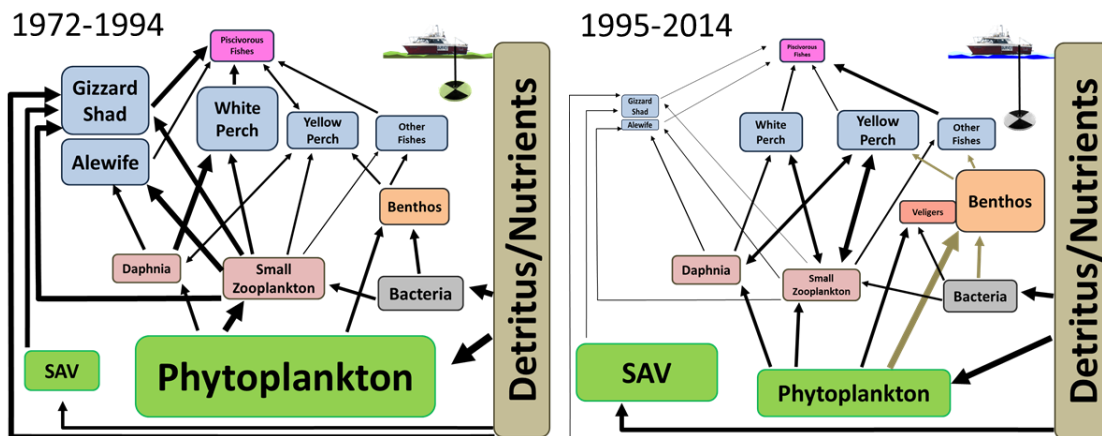 1972-1994
Piscivorous
Fishes
Gizzard
Shad
White
Perch
Yellow
Perch
Other
Fishes
Alewife
Benthos
Daphnia
Small
Zooplankton
Bacteria
SAV
Phytoplankton
Detritus/Nutrients
1995-2014
Piscivorous
Fishes
Gizzard
Shad
Alewife
White
Perch
Yellow
Perch
Other
Fishes
Benthos
Veligers
Daphnia
Small
Zooplankton
Bacteria
SAV
Phytoplankton
Detritus/Nutrients